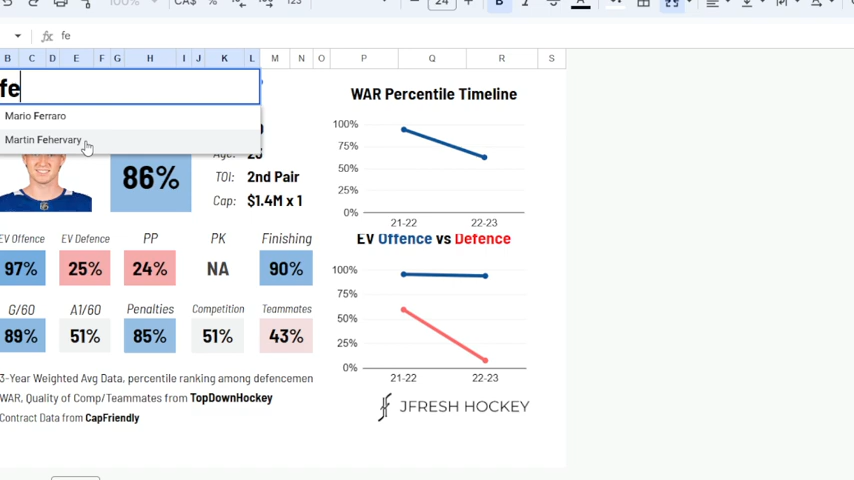 100% CA$ % 123 24 B I A
fx fe
B C D E F G H I J K L M N O P Q R S
fe
Mario Ferraro
Martin Fehervary
86%
TOI: 2nd Pair
Cap: $1.4M x 1
EV Offence EV Defence PP PK Finishing
97% 25% 24% NA 90%
G/60 A1/60 Penalties Competition Teammates
89% 51% 85% 51% 43%
3-Year Weighted Avg Data, percentile ranking among defencemen
WAR, Quality of Comp/Teammates from TopDownHockey
Contract Data from CapFriendly
WAR Percentile Timeline
100%
75%
50%
25%
0%
21-22 22-23
EV Offence vs Defence
100%
75%
50%
25%
0%
21-22 22-23
JFRESH HOCKEY